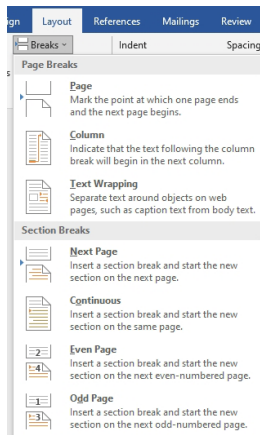 gn Layout References Mailings Review
Breaks Indent Spacing
s
Page Breaks
Page
Mark the point at which one page ends
and the next page begins.
Column
Indicate that the text following the column
break will begin in the next column.
Text Wrapping
Separate text around objects on web
pages, such as caption text from body text.
Section Breaks
Next Page
Insert a section break and start the new
section on the next page.
Continuous
Insert a section break and start the new
section on the same page.
2
4
Even Page
Insert a section break and start the new
section on the next even-numbered page.
1
3
Odd Page
Insert a section break and start the new
section on the next odd-numbered page.